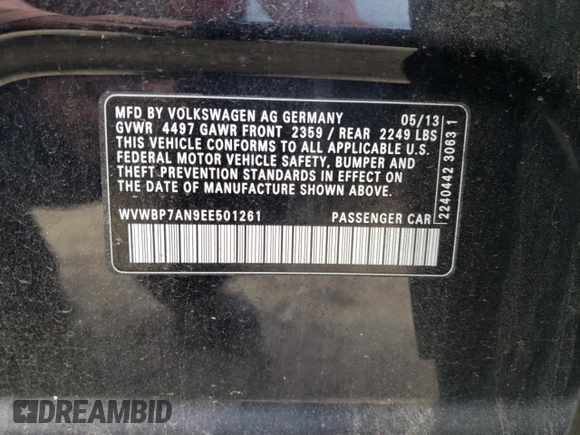 MFD BY VOLKSWAGEN AG GERMANY 05/13
GVWR 4497 GAWR FRONT 2359 / REAR 2249 LBS
THIS VEHICLE CONFORMS TO ALL APPLICABLE U.S.
FEDERAL MOTOR VEHICLE SAFETY, BUMPER AND
THEFT PREVENTION STANDARDS IN EFFECT ON
THE DATE OF MANUFACTURE SHOWN ABOVE.
WVWBP7AN9EE501261 PASSENGER CAR
2240442 3063 1
DREAMBID